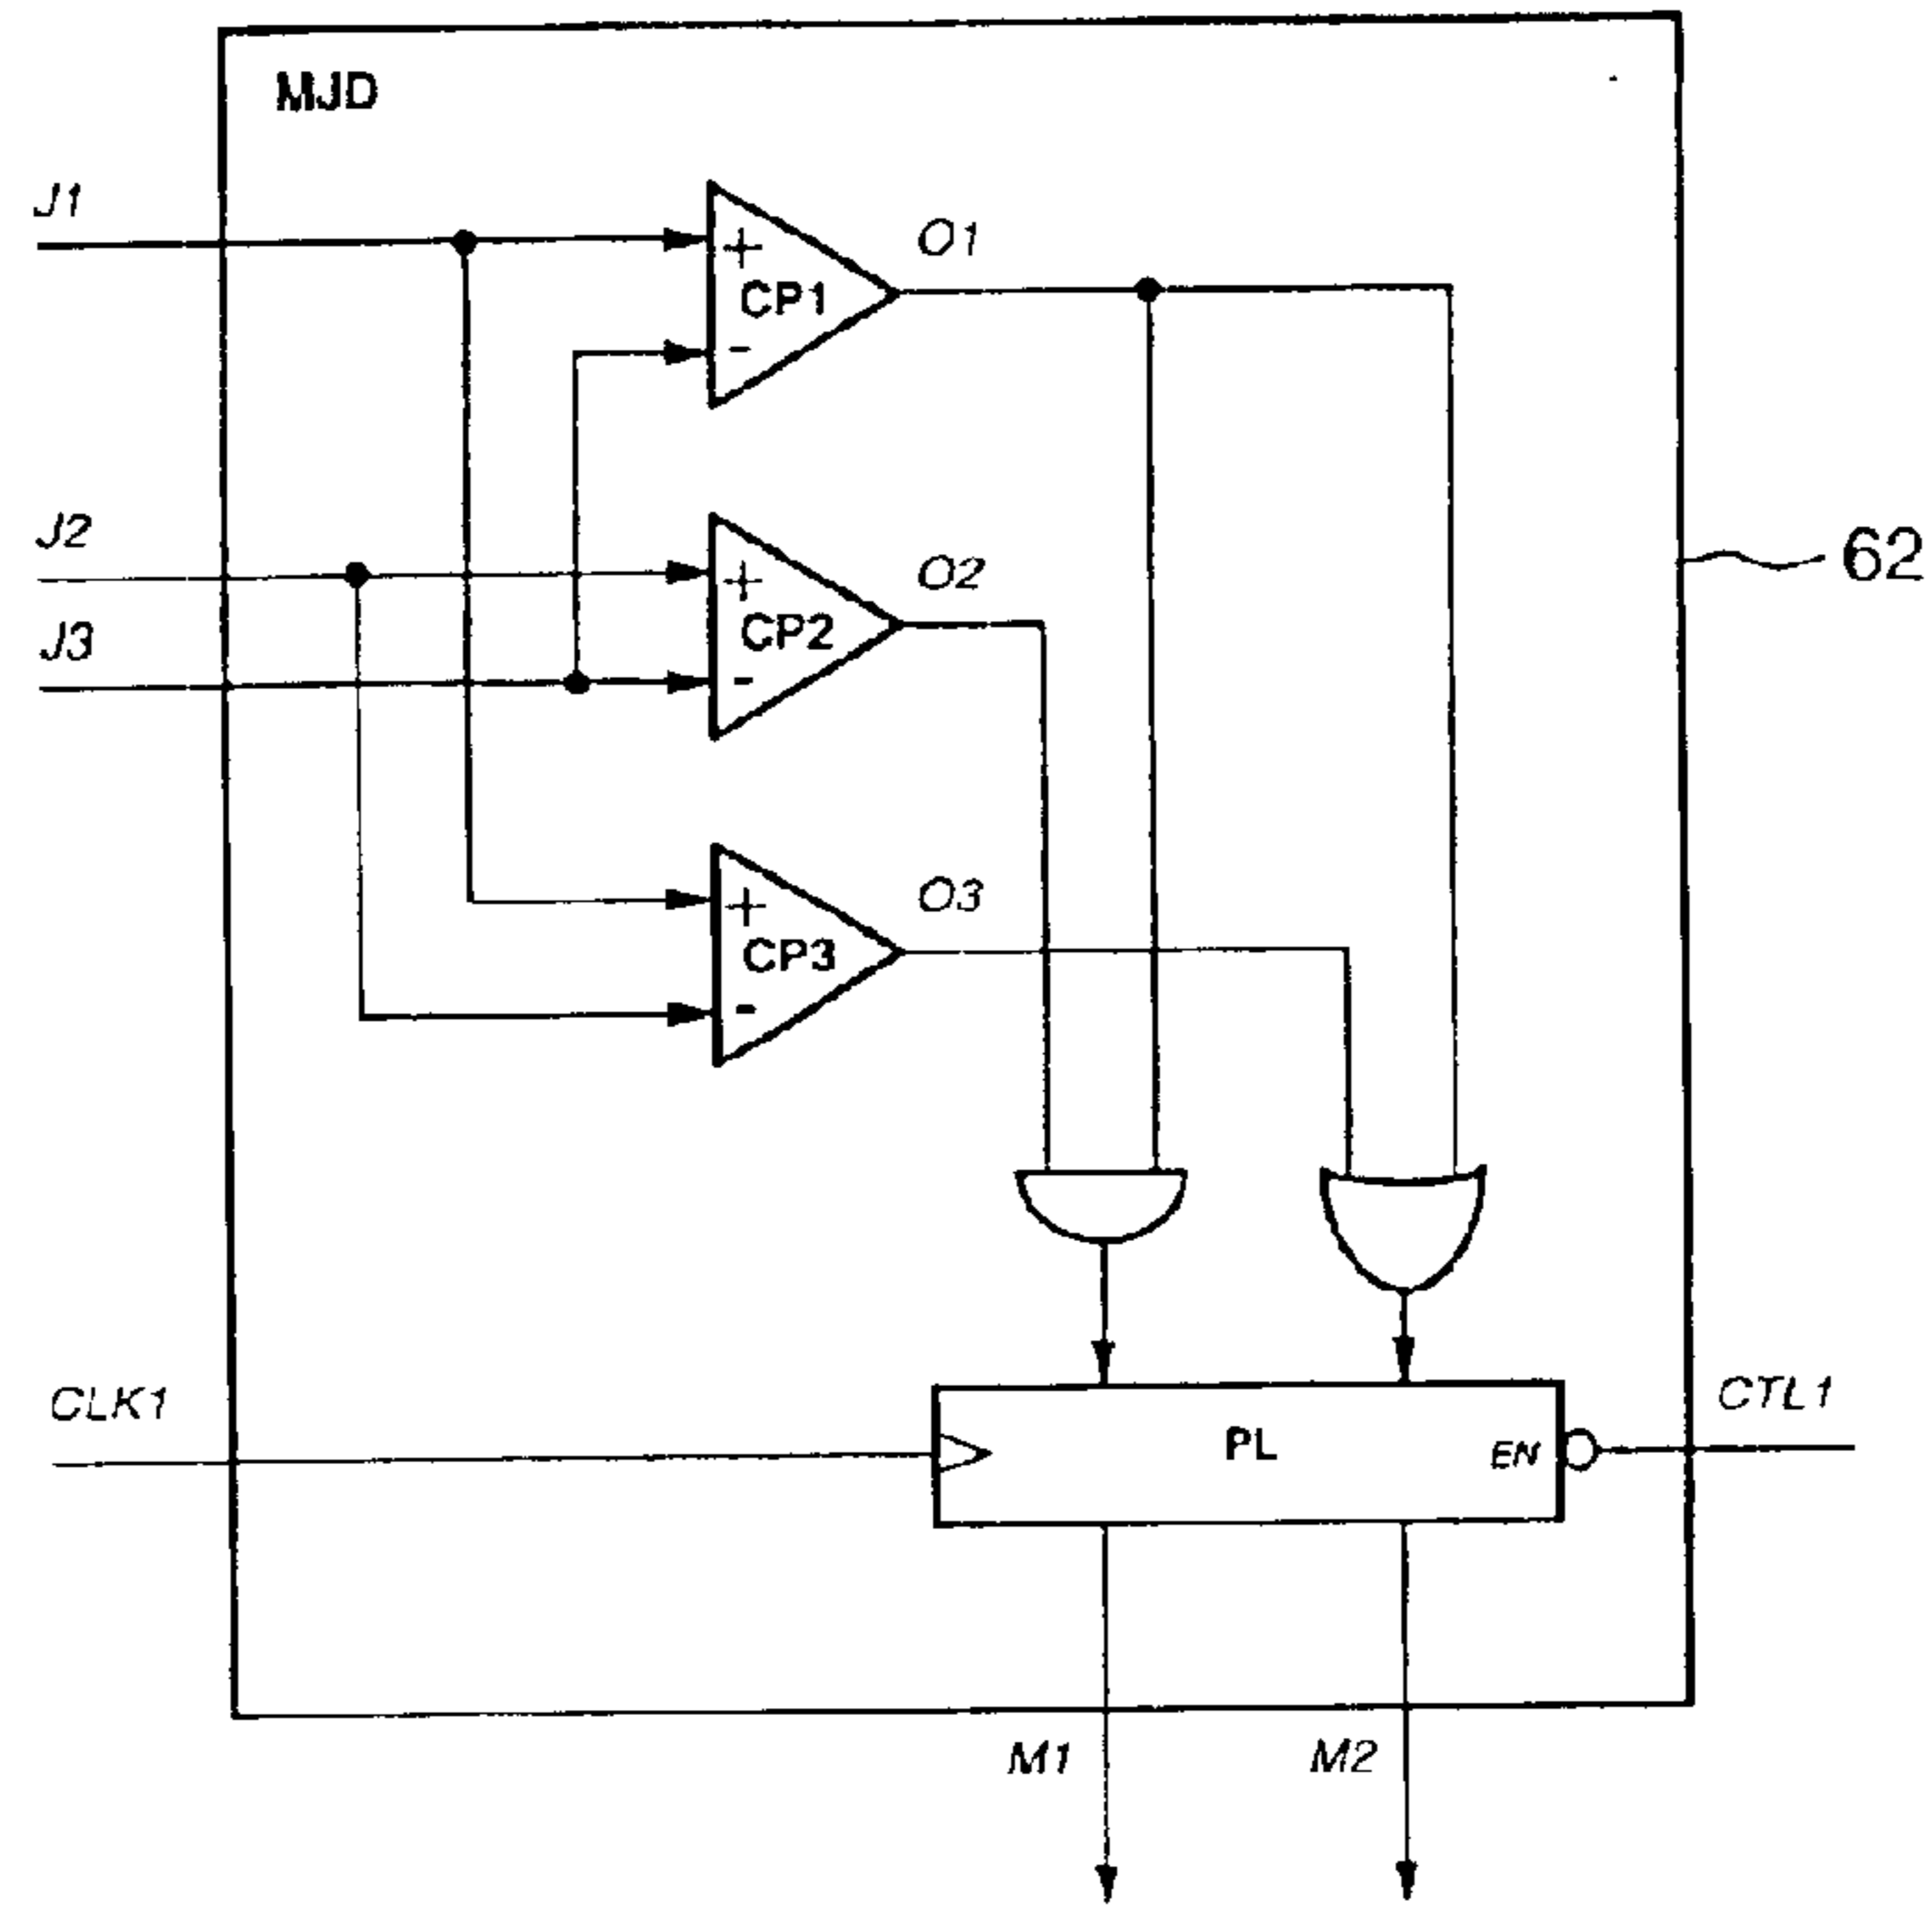 MJD
J1
+
CP1
-
O1
J2
J3
+
CP2
-
O2
62
+
CP3
-
O3
CLK1
PL
EN
CTL1
M1
M2